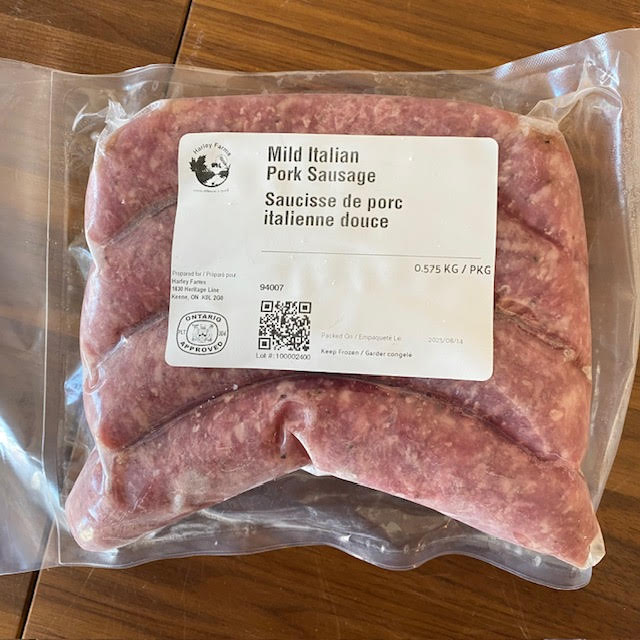 Harley Farms
Mild Italian
Pork Sausage
Saucisse de porc
italienne douce
0.575 KG / PKG
Prepared for / Préparé pour
Harley Farms
1830 Heritage Line
Keene, ON K0L 2G0
94007
ONTARIO
APPROVED
Packed On / Empaqueté Le:
2025/08/14
Keep Frozen / Garder congelé
Lot #: 100002400